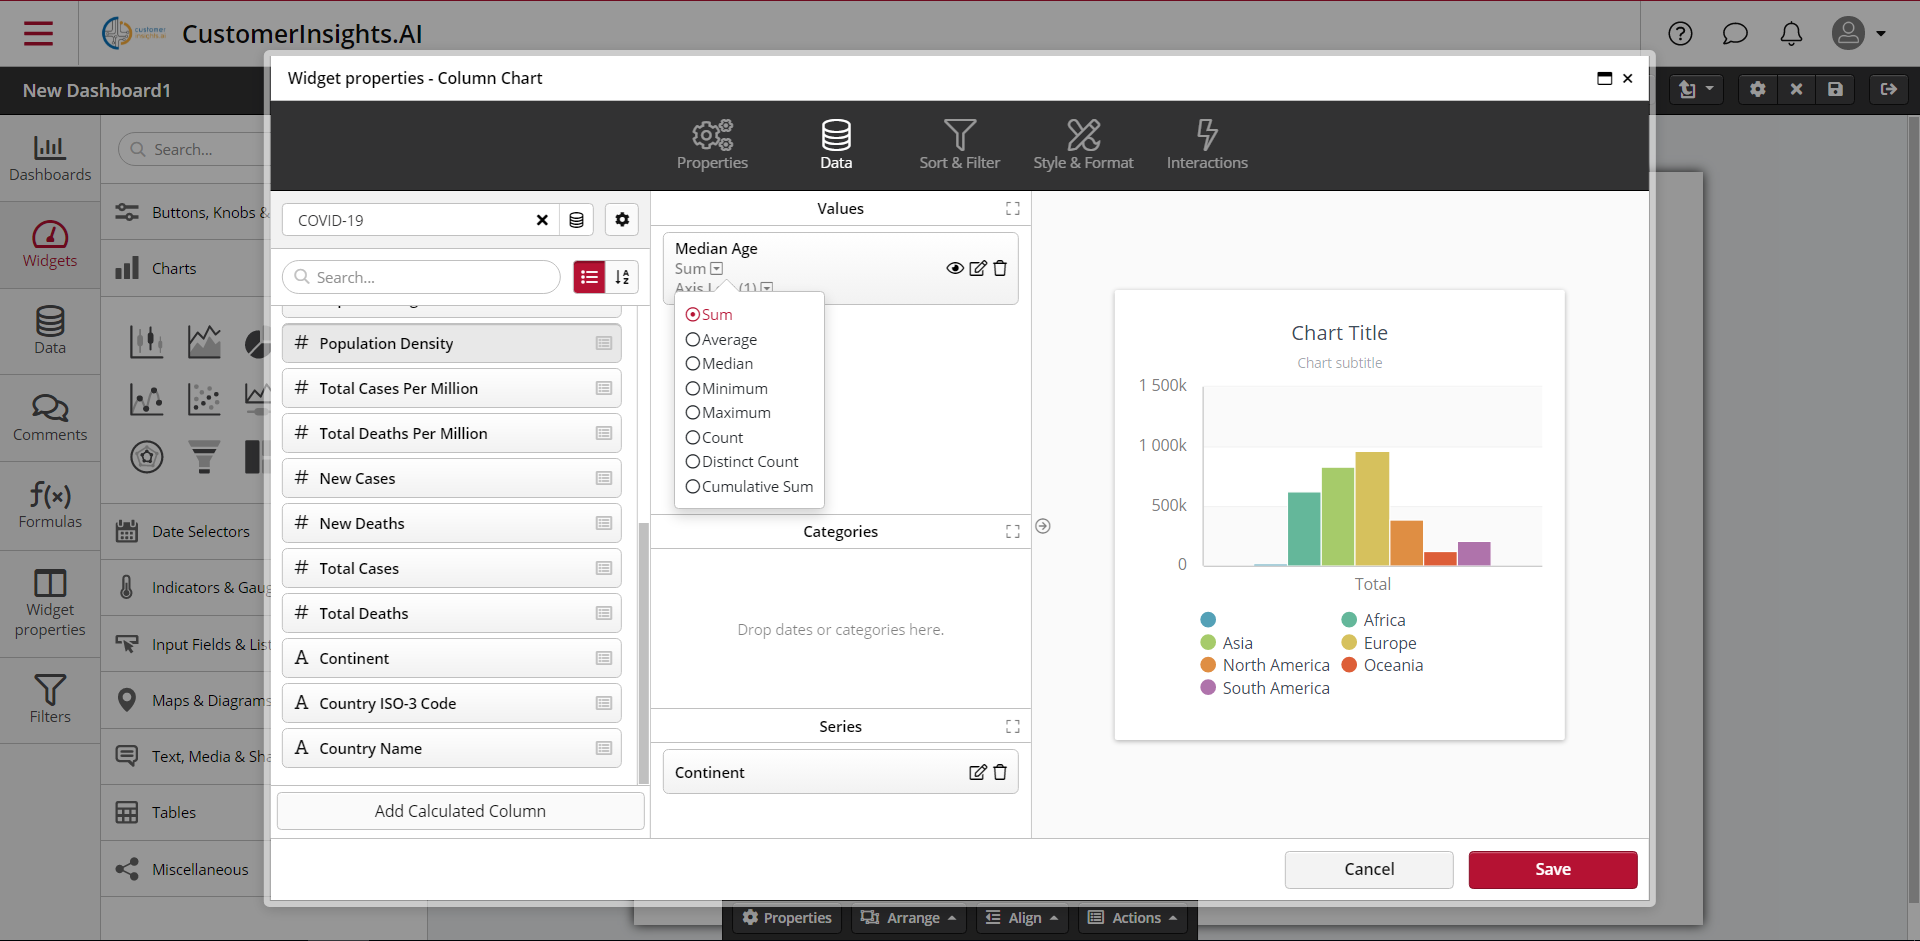 customer
insights.ai
CustomerInsights.AI
New Dashboard1
Dashboards
Widgets
Data
Comments
f(x)
Formulas
Widget
properties
Filters
Search...
Buttons, Knobs &
Charts
Date Selectors
Indicators & Gau
Input Fields & List
Maps & Diagrams
Text, Media & Sha
Tables
Miscellaneous
Widget properties - Column Chart
Properties
Data
Sort & Filter
Style & Format
Interactions
COVID-19
Search...
# Population Density
# Total Cases Per Million
# Total Deaths Per Million
# New Cases
# New Deaths
# Total Cases
# Total Deaths
A Continent
A Country ISO-3 Code
A Country Name
Add Calculated Column
Values
Median Age
Sum
Axis (1)
Sum
Average
Median
Minimum
Maximum
Count
Distinct Count
Cumulative Sum
Categories
Drop dates or categories here.
Series
Continent
Chart Title
Chart subtitle
1 500k
1 000k
500k
0
Total
Africa
Asia
Europe
North America
Oceania
South America
Cancel
Save
Properties
Arrange
Align
Actions